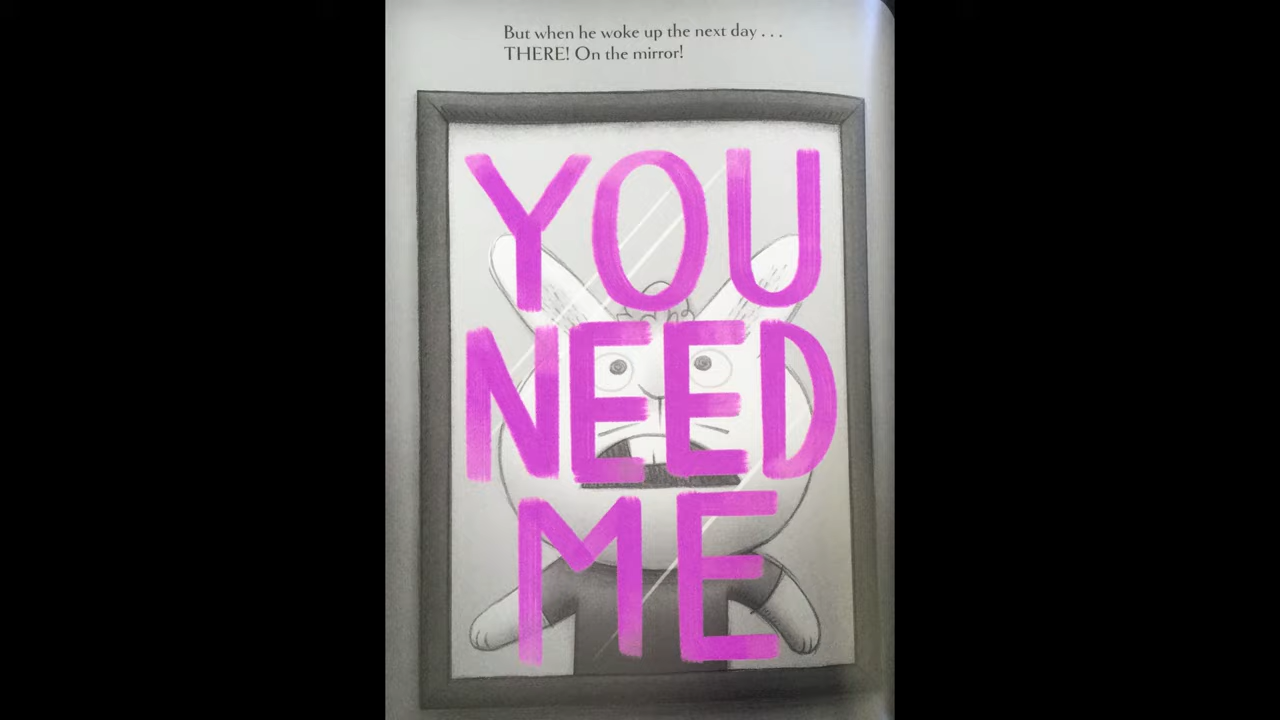 But when he woke up the next day . . .
THERE! On the mirror!
YOU
NEED
ME